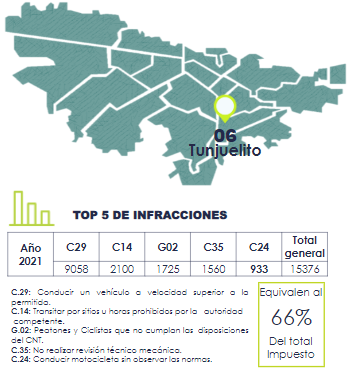 06
Tunjuelito
TOP 5 DE INFRACCIONES
Año 2021 C29 C14 G02 C35 C24 Total general
9058 2100 1725 1560 933 15376
C.29: Conducir un vehículo a velocidad superior a la
permitida.
C.14: Transitar por sitios u horas prohibidos por la autoridad
competente.
G.02: Peatones y Ciclistas que no cumplan las disposiciones
del CNT.
C.35: No realizar revisión técnico mecánica.
C.24: Conducir motocicleta sin observar las normas.
Equivalen al
66%
Del total
Impuesto